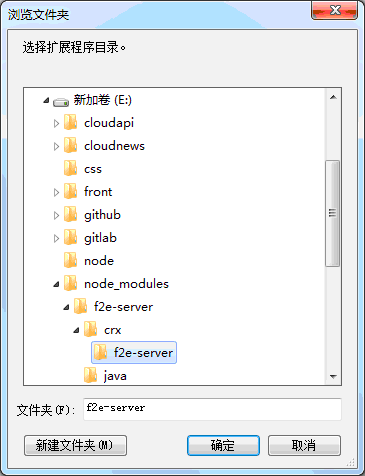 浏览文件夹
选择扩展程序目录。
新加卷 (E:)
cloudapi
cloudnews
css
front
github
gitlab
node
node_modules
f2e-server
crx
f2e-server
java
文件夹(F): f2e-server
新建文件夹(M) 确定 取消